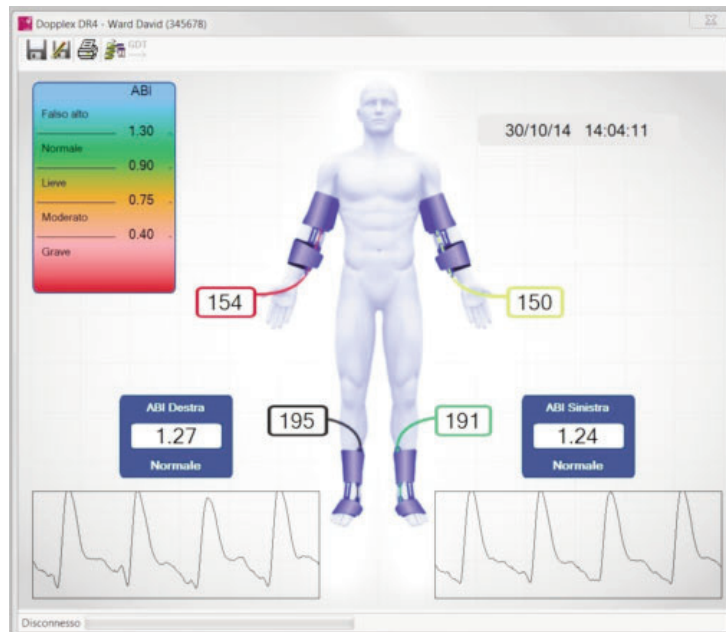 Dopplex DR4 - Ward David (345678)
GDT
ABI
Falso alto
1.30
Normale
0.90
Lieve
0.75
Moderato
0.40
Grave
30/10/14 14:04:11
154
150
ABI Destra
1.27
Normale
195
191
ABI Sinistra
1.24
Normale
Disconnesso